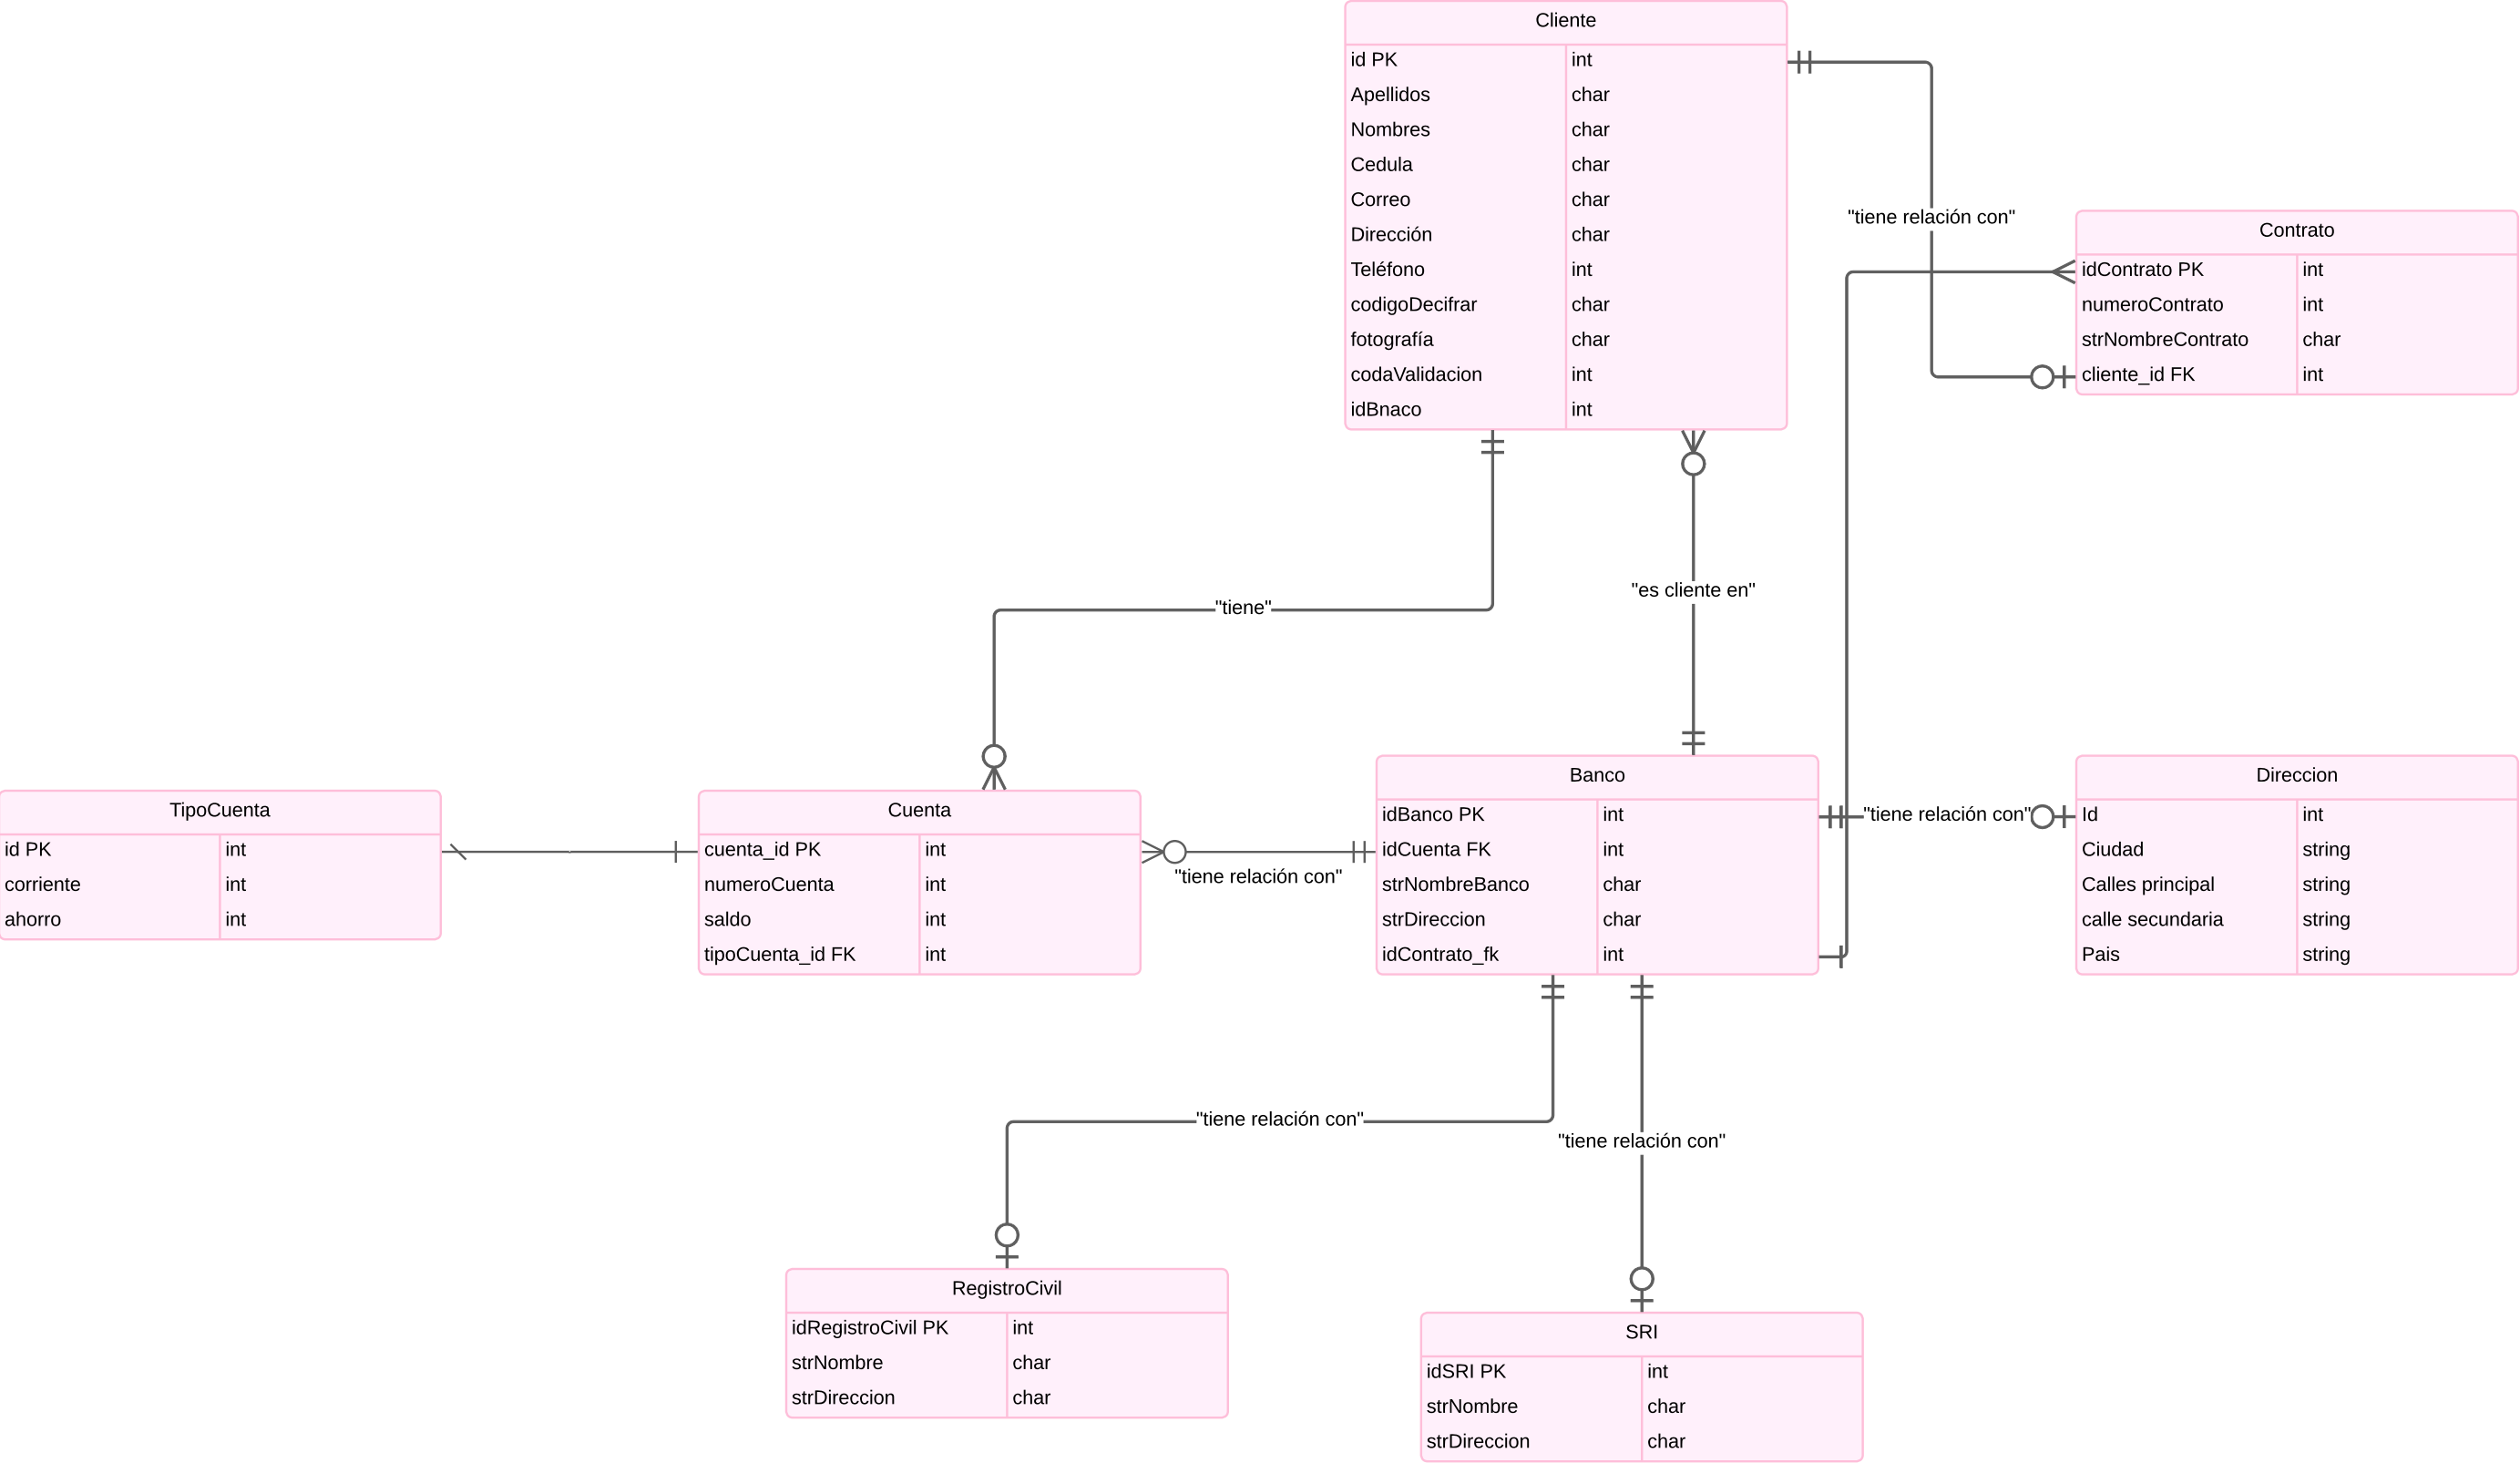 Cliente
id PK int
Apellidos char
Nombres char
Cedula char
Correo char
Dirección char
Teléfono int
codigoDecifrar char
fotografía char
codaValidacion int
idBnaco int
"tiene relación con"
Contrato
idContrato PK int
numeroContrato int
strNombreContrato char
cliente_id FK int
"es cliente en"
"tiene"
TipoCuenta
id PK int
corriente int
ahorro int
Cuenta
cuenta_id PK int
numeroCuenta int
saldo int
tipoCuenta_id FK int
"tiene relación con"
Banco
idBanco PK int
idCuenta FK int
strNombreBanco char
strDireccion char
idContrato_fk int
"tiene relación con"
Direccion
Id int
Ciudad string
Calles principal string
calle secundaria string
Pais string
"tiene relación con"
"tiene relación con"
RegistroCivil
idRegistroCivil PK int
strNombre char
strDireccion char
SRI
idSRI PK int
strNombre char
strDireccion char